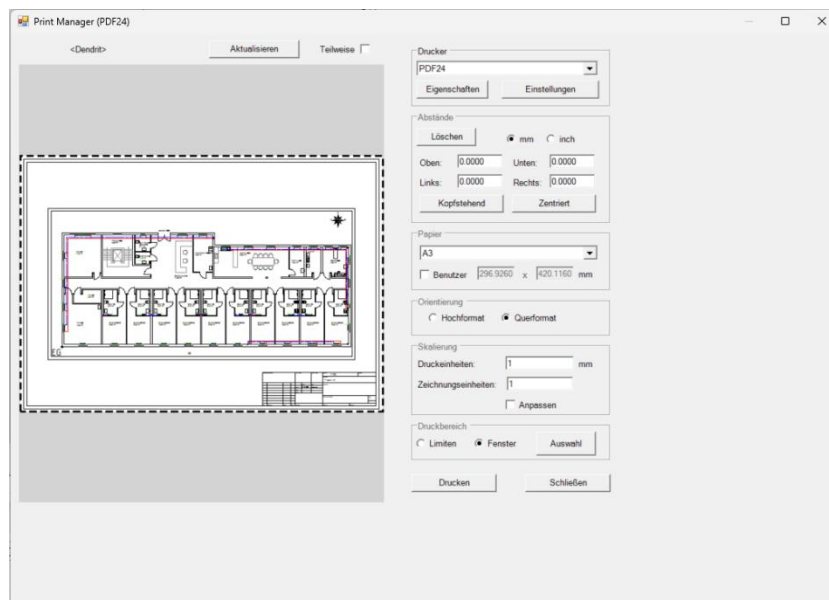 Print Manager (PDF24)
<Dendrit>
Aktualisieren
Teilweise
Drucker
PDF24
Eigenschaften
Einstellungen
Abstände
Löschen
mm
inch
Oben: 0.0000
Unten: 0.0000
Links: 0.0000
Rechts: 0.0000
Kopfstehend
Zentriert
Papier
A3
Benutzer 296.9260 x 420.1160 mm
Orientierung
Hochformat
Querformat
Skalierung
Druckeinheiten: 1 mm
Zeichnungseinheiten: 1
Anpassen
Druckbereich
Limiten
Fenster
Auswahl
Drucken
Schließen
EG